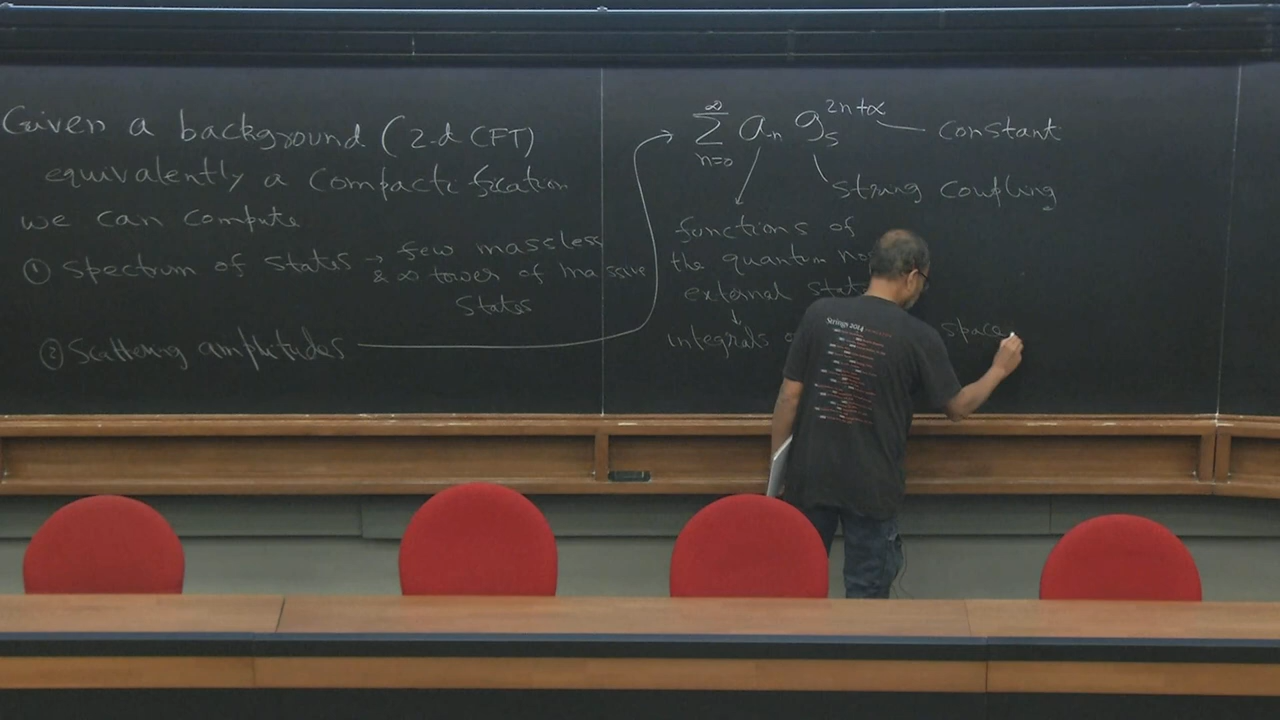 Given a background (2-d CFT)
equivalently a compactification
we can compute
① spectrum of states → few massless
& ∞ tower of massive
states
② Scattering amplitudes
∞
∑ a_n g_s^{2n+α} constant
n=0
string coupling
functions of
the quantum
external
↓
integrals space
Strings 2014